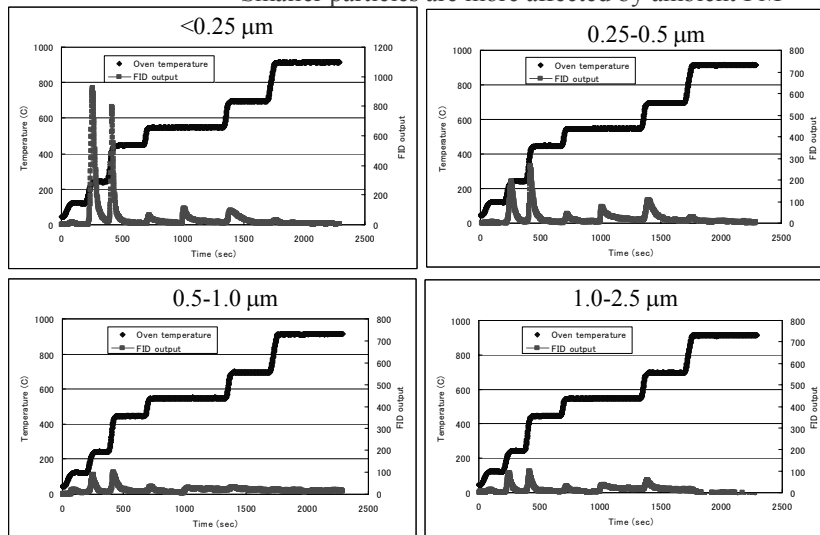 Smaller particles are more affected by ambient PM
<0.25 μm
1000
800
600
400
200
0
Temperature (C)
Oven temperature
FID output
1200
1000
800
600
400
200
0
FID output
0 500 1000 1500 2000 2500
Time (sec)
0.25-0.5 μm
1000
800
600
400
200
0
Temperature (C)
Oven temperature
FID output
800
700
600
500
400
300
200
100
0
FID output
0 500 1000 1500 2000 2500
Time (sec)
0.5-1.0 μm
1000
800
600
400
200
0
Temperature (C)
Oven temperature
FID output
800
700
600
500
400
300
200
100
0
FID output
0 500 1000 1500 2000 2500
Time (sec)
1.0-2.5 μm
1000
800
600
400
200
0
Temperature (C)
Oven temperature
FID output
800
700
600
500
400
300
200
100
0
FID output
0 500 1000 1500 2000 2500
Time (sec)